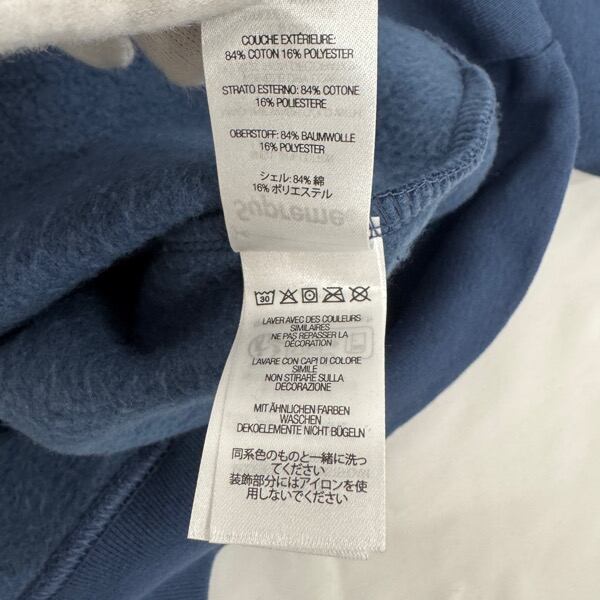 COUCHE EXTÉRIEURE:
84% COTON 16% POLYESTER
STRATO ESTERNO: 84% COTONE
16% POLIESTERE
OBERSTOFF: 84% BAUMWOLLE
16% POLYESTER
シェル: 84% 綿
16% ポリエステル
Supreme
30
LAVER AVEC DES COULEURS
SIMILAIRES
NE PAS REPASSER LA
DÉCORATION
LAVARE CON CAPI DI COLORE
SIMILE
NON STIRARE SULLA
DECORAZIONE
MIT ÄHNLICHEN FARBEN
WASCHEN
DEKOELEMENTE NICHT BÜGELN
同系色のものと一緒に洗っ
てください
装飾部分にはアイロンを使
用しないでください